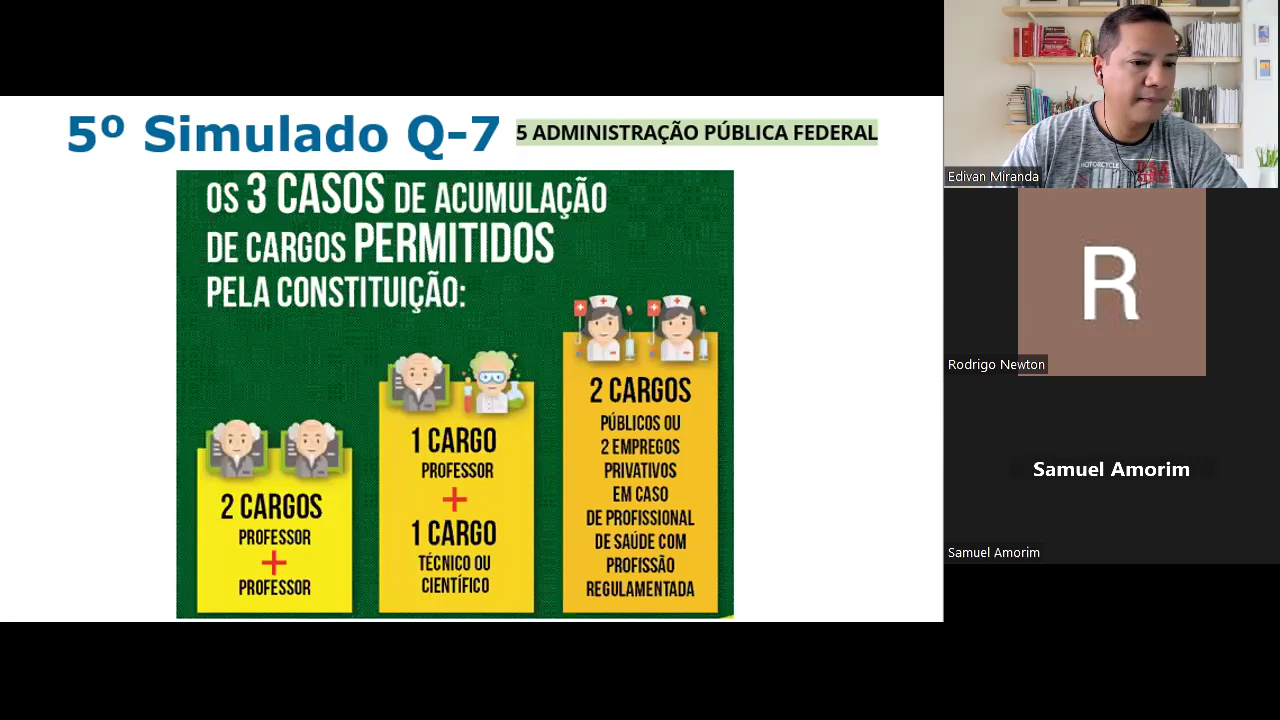 5º Simulado Q-7
5 ADMINISTRAÇÃO PÚBLICA FEDERAL
OS 3 CASOS DE ACUMULAÇÃO
DE CARGOS PERMITIDOS
PELA CONSTITUIÇÃO:
2 CARGOS
PROFESSOR
+
PROFESSOR
1 CARGO
PROFESSOR
+
1 CARGO
TÉCNICO OU
CIENTÍFICO
2 CARGOS
PÚBLICOS OU
2 EMPREGOS
PRIVATIVOS
EM CASO
DE PROFISSIONAL
DE SAÚDE COM
PROFISSÃO
REGULAMENTADA
MOTORCYCLE
Edivan Miranda
R
Rodrigo Newton
Samuel Amorim
Samuel Amorim